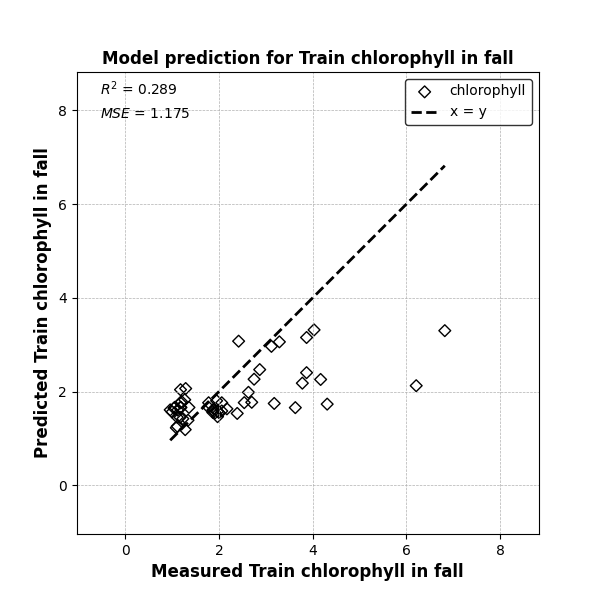 Model prediction for Train chlorophyll in fall
R² = 0.289
MSE = 1.175
chlorophyll
x = y
8
6
4
2
0
Predicted Train chlorophyll in fall
0 2 4 6 8
Measured Train chlorophyll in fall